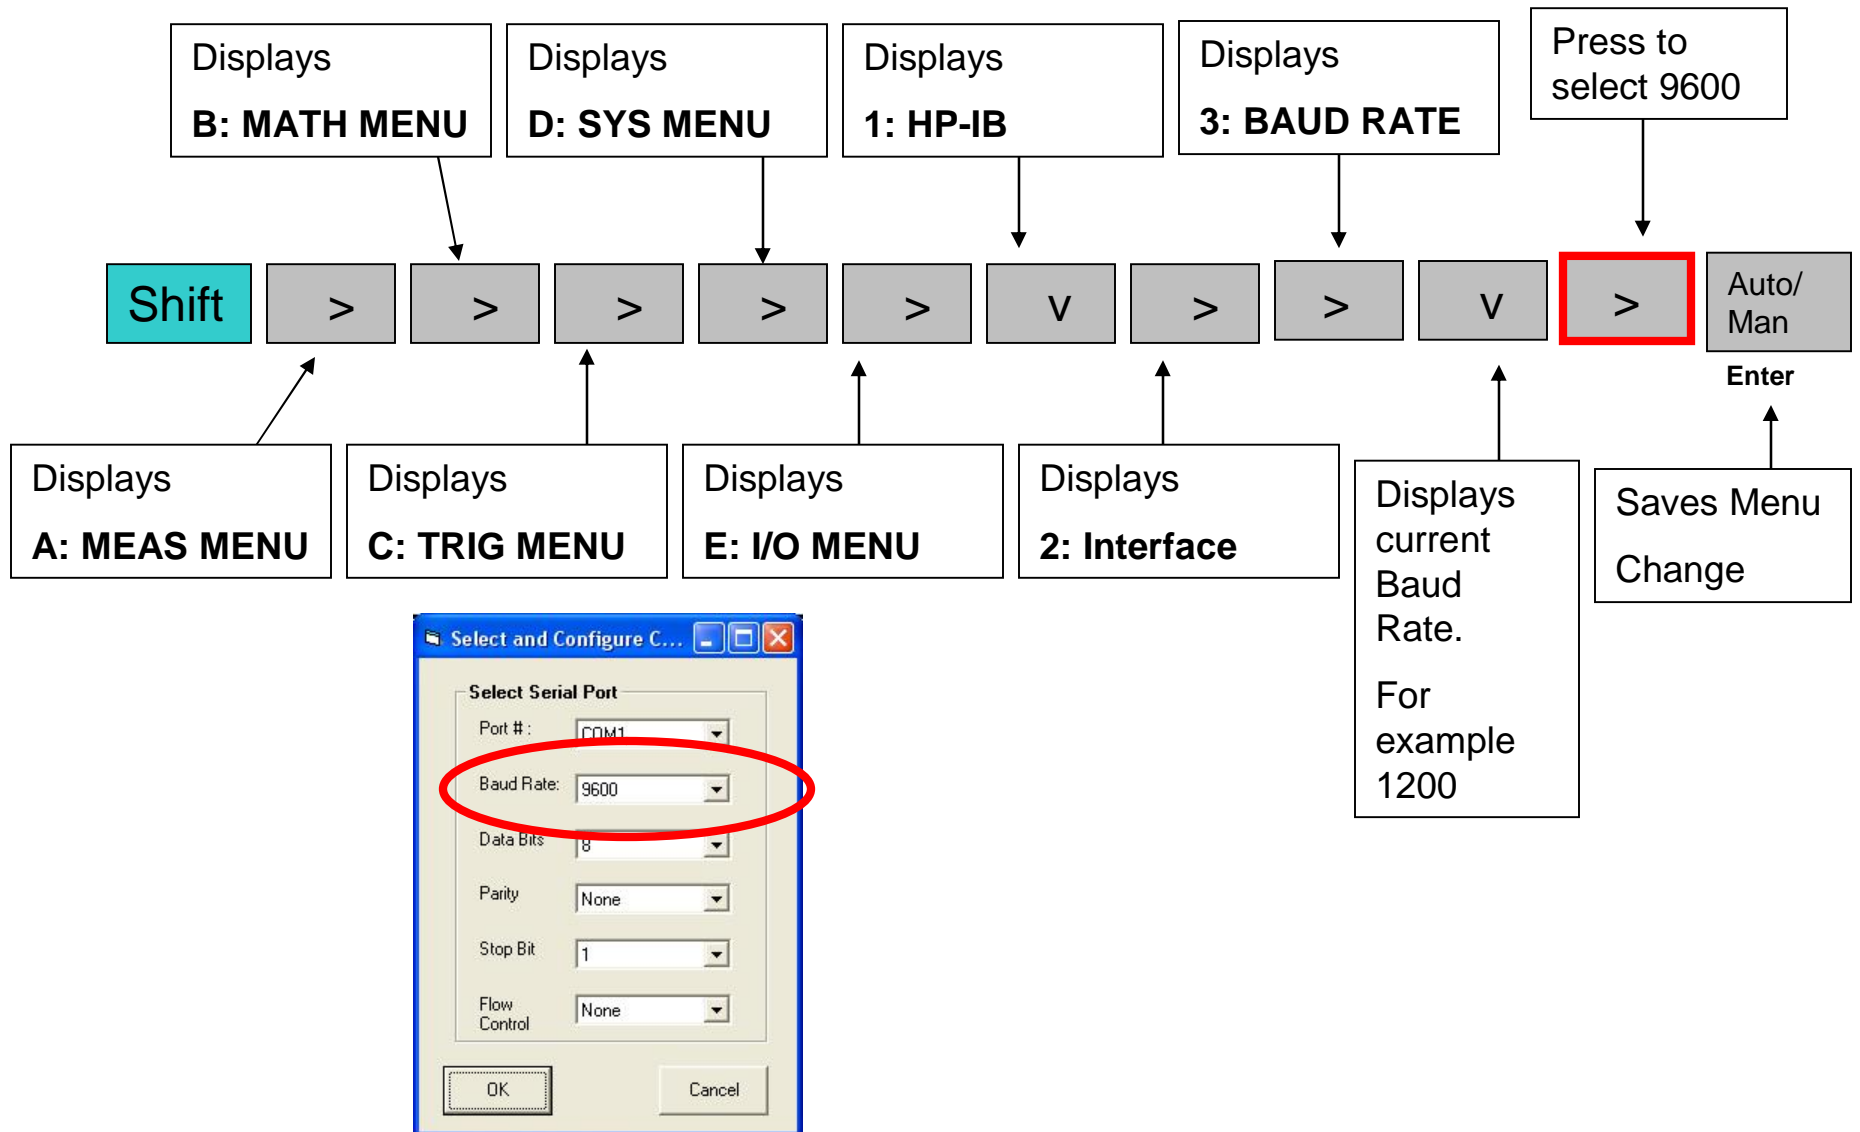 Displays
B: MATH MENU
Displays
D: SYS MENU
Displays
1: HP-IB
Displays
3: BAUD RATE
Press to
select 9600
Shift
>
>
>
>
>
v
>
>
v
>
Auto/
Man
Enter
Displays
A: MEAS MENU
Displays
C: TRIG MENU
Displays
E: I/O MENU
Displays
2: Interface
Displays
current
Baud
Rate.
For
example
1200
Saves Menu
Change
Select and Configure C...
Select Serial Port
Port # : COM1
Baud Rate: 9600
Data Bits 8
Parity None
Stop Bit 1
Flow
Control None
OK Cancel